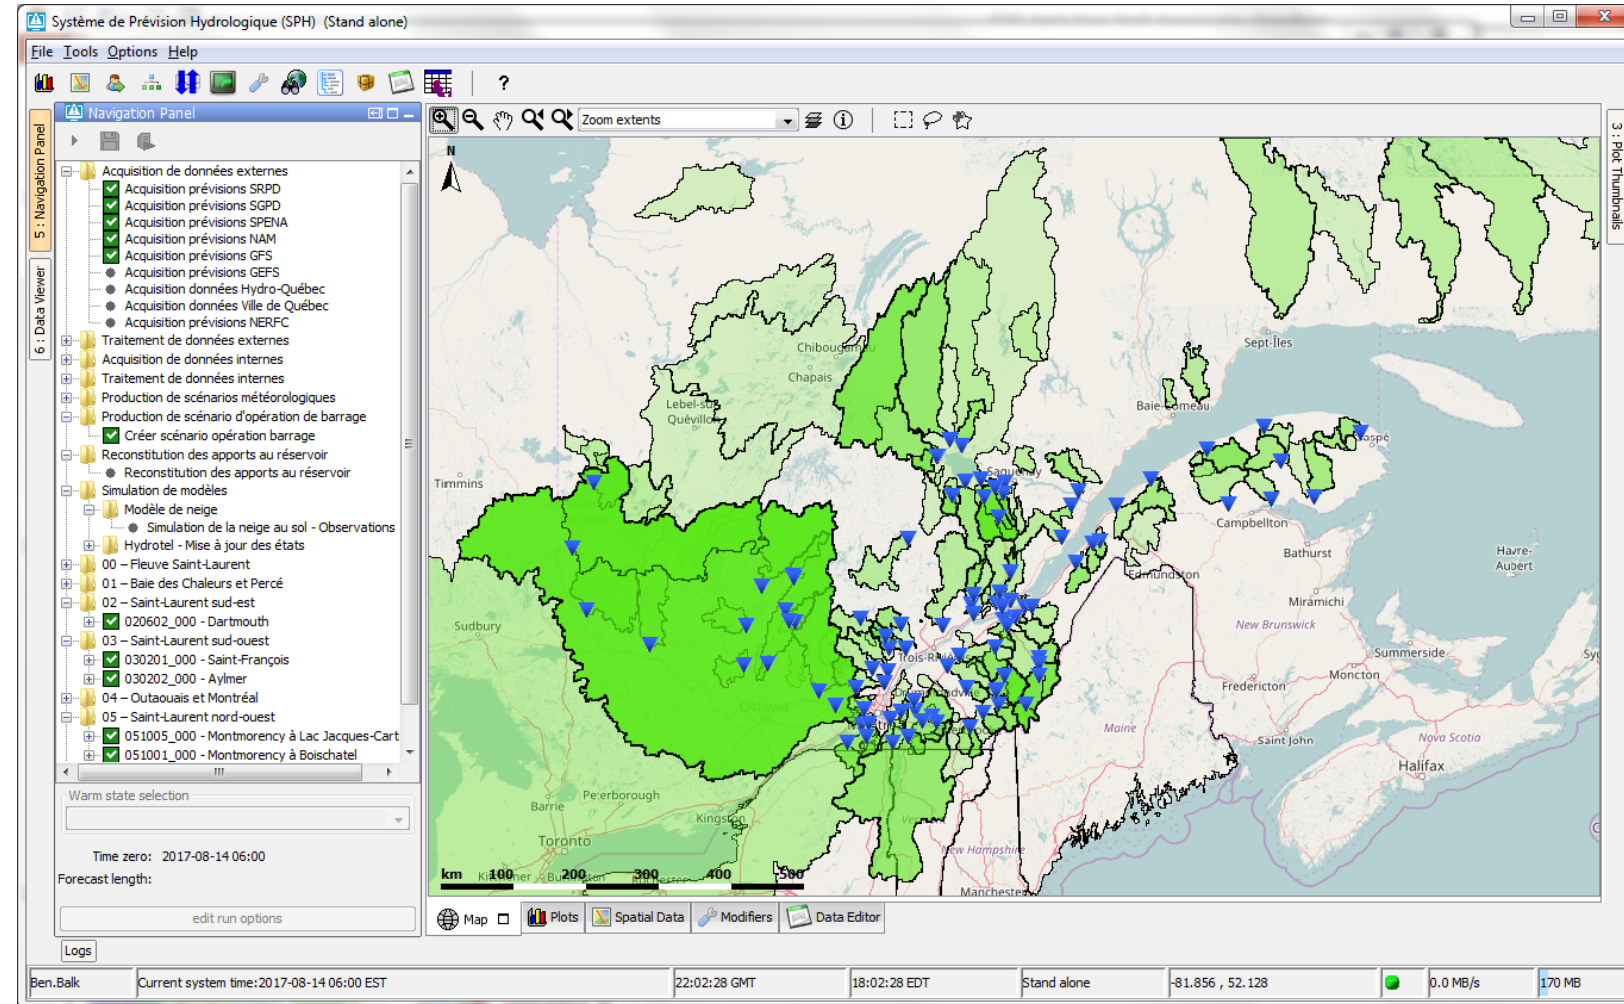 Système de Prévision Hydrologique (SPH) (Stand alone)
File Tools Options Help
?
5 : Navigation Panel
6 : Data Viewer
Navigation Panel
Acquisition de données externes
Acquisition prévisions SRPD
Acquisition prévisions SGPD
Acquisition prévisions SPENA
Acquisition prévisions NAM
Acquisition prévisions GFS
Acquisition prévisions GEFS
Acquisition données Hydro-Québec
Acquisition données Ville de Québec
Acquisition prévisions NERFC
Traitement de données externes
Acquisition de données internes
Traitement de données internes
Production de scénarios météorologiques
Production de scénario d'opération de barrage
Créer scénario opération barrage
Reconstitution des apports au réservoir
Reconstitution des apports au réservoir
Simulation de modèles
Modèle de neige
Simulation de la neige au sol - Observations
Hydrotel - Mise à jour des états
00 – Fleuve Saint-Laurent
01 – Baie des Chaleurs et Percé
02 – Saint-Laurent sud-est
020602_000 - Dartmouth
03 – Saint-Laurent sud-ouest
030201_000 - Saint-François
030202_000 - Aylmer
04 – Outaouais et Montréal
05 – Saint-Laurent nord-ouest
051005_000 - Montmorency à Lac Jacques-Cart
051001_000 - Montmorency à Boischatel
Warm state selection
Time zero: 2017-08-14 06:00
Forecast length:
edit run options
Logs
Zoom extents
3 : Plot Thumbnails
N
Sept-Îles
Chibougamau
Chapais
Lebel-sur-
Quévillon
Baie-Comeau
Gaspé
Timmins
Saguenay
Campbellton
Bathurst
Havre-
Aubert
Edmundston
Miramichi
Sudbury
New Brunswick
Summerside
Trois-Rivières
Moncton
Fredericton
Drummondville
Ottawa
Maine
Saint John
Nova Scotia
Halifax
Peterborough
Barrie
Kingston
Toronto
New Hampshire
Manchester
km 100 200 300 400 500
Map Plots Spatial Data Modifiers Data Editor
Ben.Balk Current system time:2017-08-14 06:00 EST 22:02:28 GMT 18:02:28 EDT Stand alone -81.856 , 52.128 0.0 MB/s 170 MB